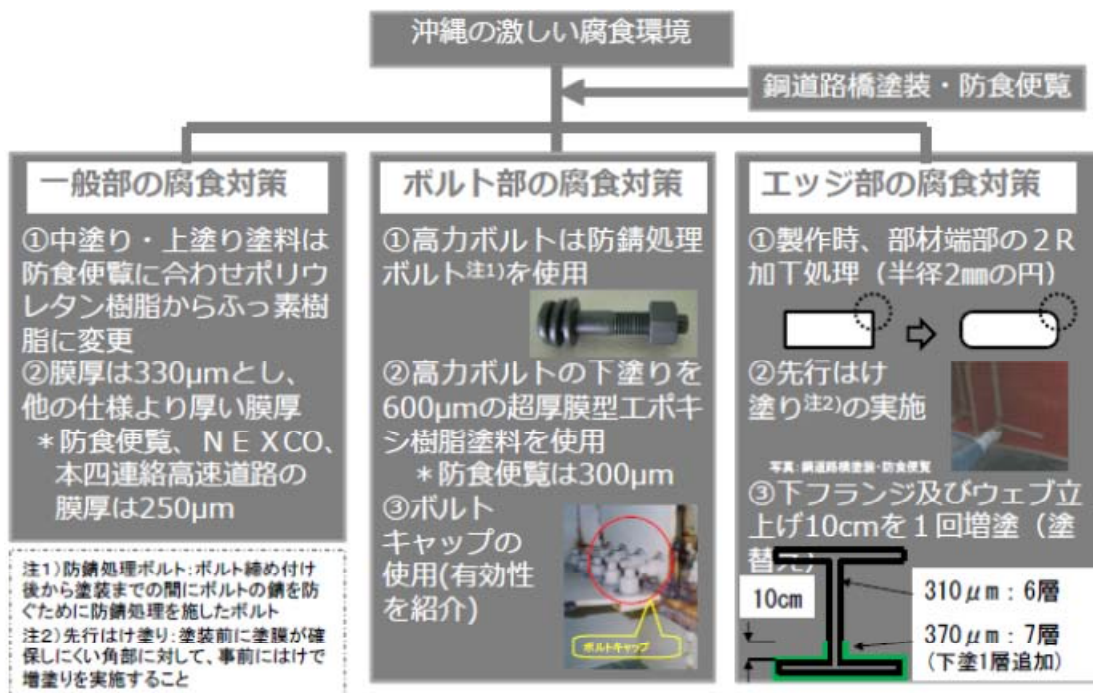 沖縄の激しい腐食環境
鋼道路橋塗装・防食便覧
一般部の腐食対策
①中塗り・上塗り塗料は
防食便覧に合わせポリウ
レタン樹脂からふっ素樹
脂に変更
②膜厚は330μmとし、
他の仕様より厚い膜厚
＊防食便覧、ＮＥＸＣＯ、
本四連絡高速道路の
膜厚は250μm
注1）防錆処理ボルト：ボルト締め付け
後から塗装までの間にボルトの錆を防
ぐために防錆処理を施したボルト
注2）先行はけ塗り：塗装前に塗膜が確
保しにくい角部に対して、事前にはけで
増塗りを実施すること
ボルト部の腐食対策
①高力ボルトは防錆処理
ボルト注1)を使用
②高力ボルトの下塗りを
600μmの超厚膜型エポキ
シ樹脂塗料を使用
＊防食便覧は300μm
③ボルト
キャップの
使用(有効性
を紹介)
ボルトキャップ
エッジ部の腐食対策
①製作時、部材端部の２Ｒ
加工処理（半径2㎜の円）
②先行はけ
塗り注2)の実施
写真：鋼道路橋塗装・防食便覧
③下フランジ及びウェブ立
上げ10cmを１回増塗（塗
替え）
10cm
310μm：6層
370μm：7層
(下塗1層追加)